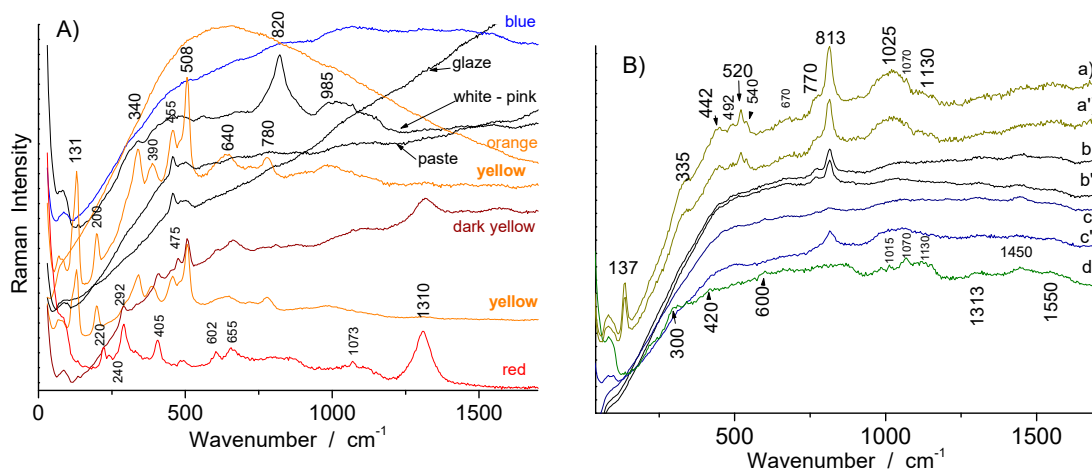 A)
blue
820
508
glaze
340
985
white - pink
455
orange
131
390
640
780
paste
yellow
200
475
dark yellow
292
1310
yellow
220
405
602
655
240
1073
red
Raman Intensity
0
500
1000
1500
Wavenumber / cm-1
B)
813
1025
1070
1130
a)
520
770
442
492
540
670
a'
335
b
b'
c
c'
137
1015
1070
1130
1450
d
300
420
600
1313
1550
500
1000
1500
Wavenumber / cm-1